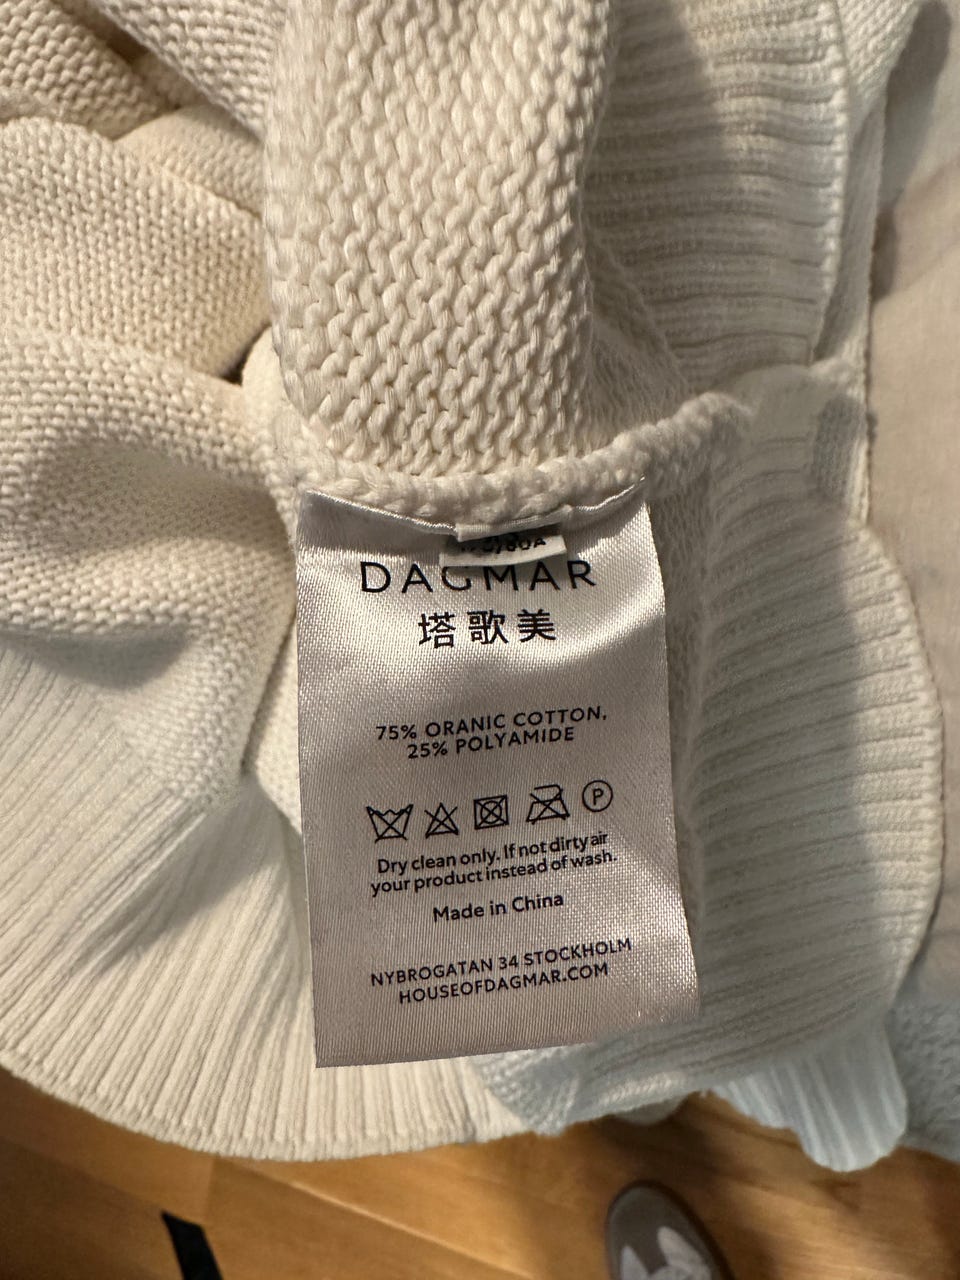 DAGMAR
塔歌美
75% ORANIC COTTON,
25% POLYAMIDE
P
Dry clean only. If not dirty air
your product instead of wash.
Made in China
NYBROGATAN 34 STOCKHOLM
HOUSEOFDAGMAR.COM